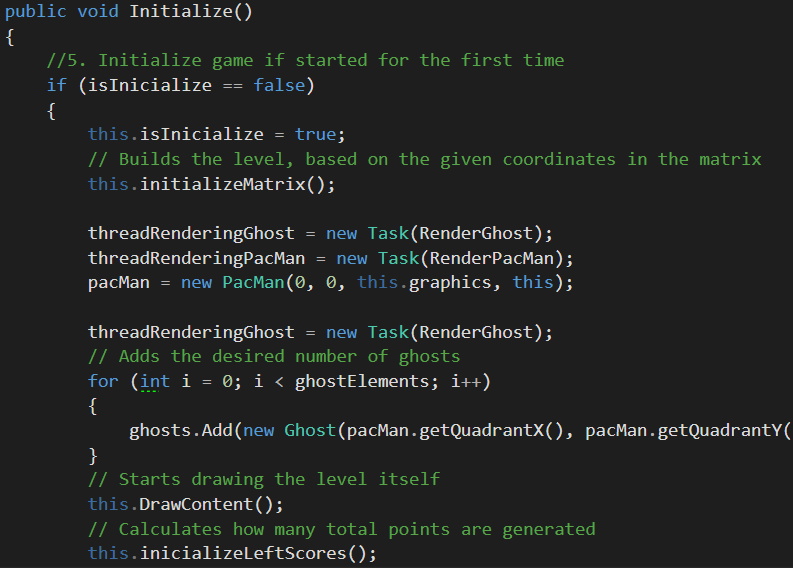 public void Initialize()
{
    //5. Initialize game if started for the first time
    if (isInicialize == false)
    {
        this.isInicialize = true;
        // Builds the level, based on the given coordinates in the matrix
        this.initializeMatrix();

        threadRenderingGhost = new Task(RenderGhost);
        threadRenderingPacMan = new Task(RenderPacMan);
        pacMan = new PacMan(0, 0, this.graphics, this);

        threadRenderingGhost = new Task(RenderGhost);
        // Adds the desired number of ghosts
        for (int i = 0; i < ghostElements; i++)
        {
            ghosts.Add(new Ghost(pacMan.getQuadrantX(), pacMan.getQuadrantY(
        }
        // Starts drawing the level itself
        this.DrawContent();
        // Calculates how many total points are generated
        this.inicializeLeftScores();